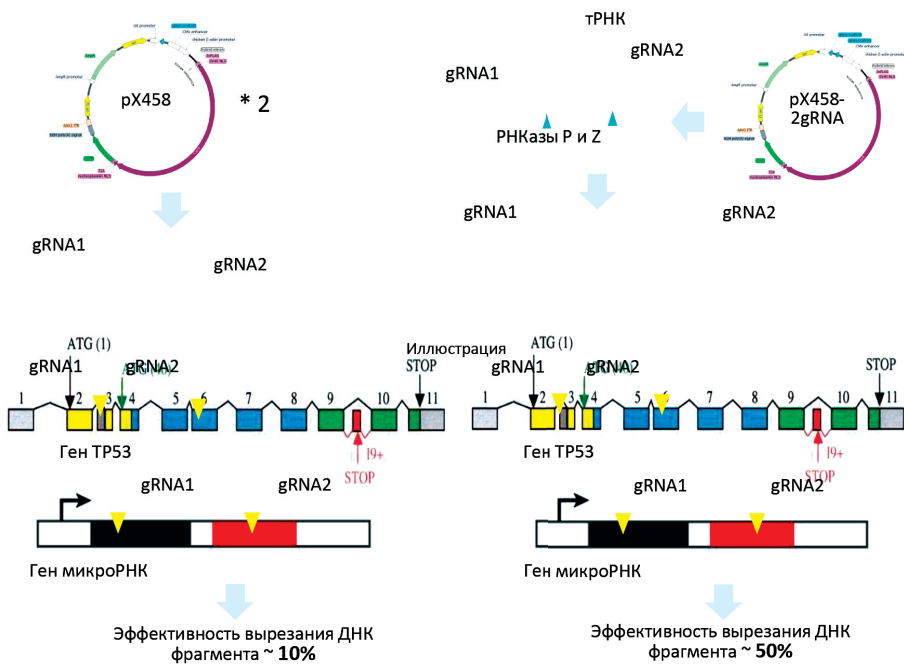 pX458
* 2
gRNA1
gRNA2
тРНК
gRNA2
gRNA1
РНКазы P и Z
pX458-
2gRNA
gRNA1
gRNA2
Иллюстрация
ATG (1)
gRNA1
gRNA2
STOP
1 2 3 4 5 6 7 8 9 10 11
Ген TP53
I9+
STOP
gRNA1
gRNA2
Ген микроРНК
Эффективность вырезания ДНК
фрагмента ~ 10%
ATG (1)
gRNA1
gRNA2
STOP
1 2 3 4 5 6 7 8 9 10 11
Ген TP53
I9+
STOP
gRNA1
gRNA2
Ген микроРНК
Эффективность вырезания ДНК
фрагмента ~ 50%